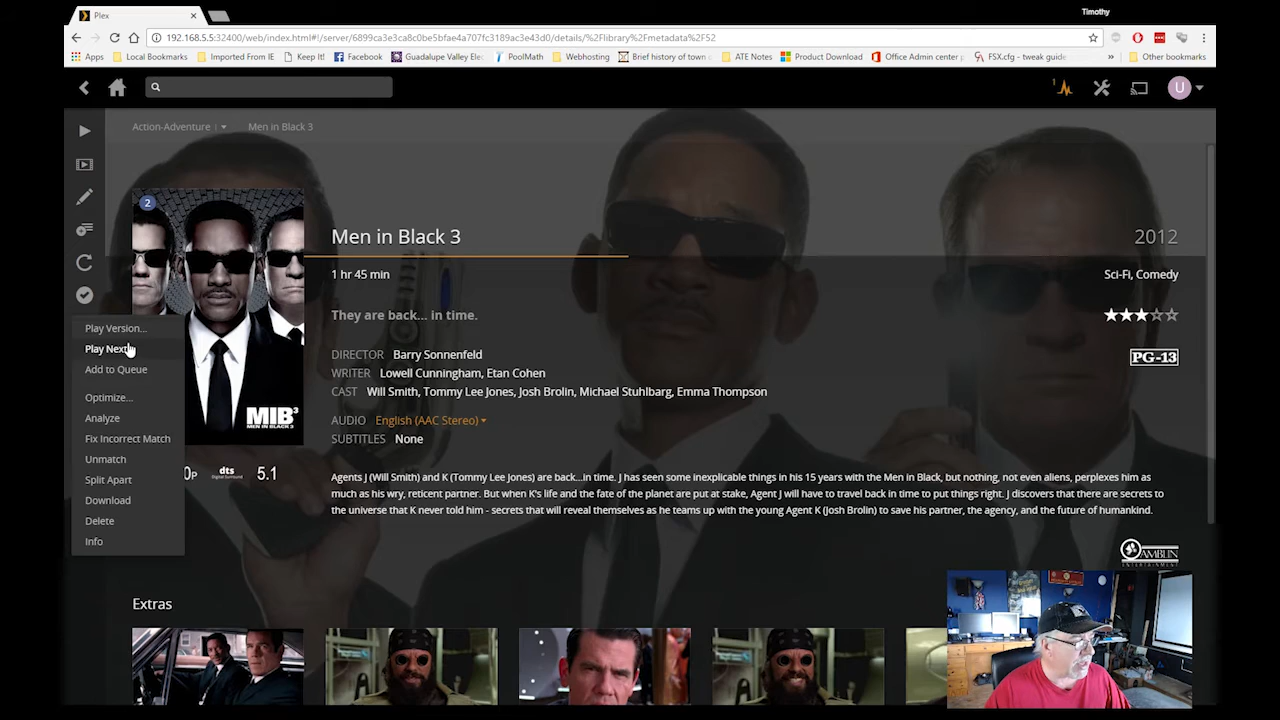 Plex
Timothy
192.168.5.5:32400/web/index.html#!/server/6899ca3e3ca8c0be5bfae4a707fc3189ac3e43d0/details/%2Flibrary%2Fmetadata%2F52
Apps Local Bookmarks Imported From IE Keep It! Facebook Guadalupe Valley Elec PoolMath Webhosting Brief history of town o ATE Notes Product Download Office Admin center FSX.cfg - tweak guide » Other bookmarks
1
U
Action-Adventure Men in Black 3
2
Men in Black 3
2012
1 hr 45 min
Sci-Fi, Comedy
They are back... in time.
PG-13
DIRECTOR Barry Sonnenfeld
WRITER Lowell Cunningham, Etan Cohen
CAST Will Smith, Tommy Lee Jones, Josh Brolin, Michael Stuhlbarg, Emma Thompson
AUDIO English (AAC Stereo)
SUBTITLES None
MIB3
MEN IN BLACK 3
0p dts 5.1
Digital Surround
Play Version...
Play Next
Add to Queue
Optimize...
Analyze
Fix Incorrect Match
Unmatch
Split Apart
Download
Delete
Info
Agents J (Will Smith) and K (Tommy Lee Jones) are back...in time. J has seen some inexplicable things in his 15 years with the Men in Black, but nothing, not even aliens, perplexes him as
much as his wry, reticent partner. But when K's life and the fate of the planet are put at stake, Agent J will have to travel back in time to put things right. J discovers that there are secrets to
the universe that K never told him - secrets that will reveal themselves as he teams up with the young Agent K (Josh Brolin) to save his partner, the agency, and the future of humankind.
AMBLIN
ENTERTAINMENT
Extras